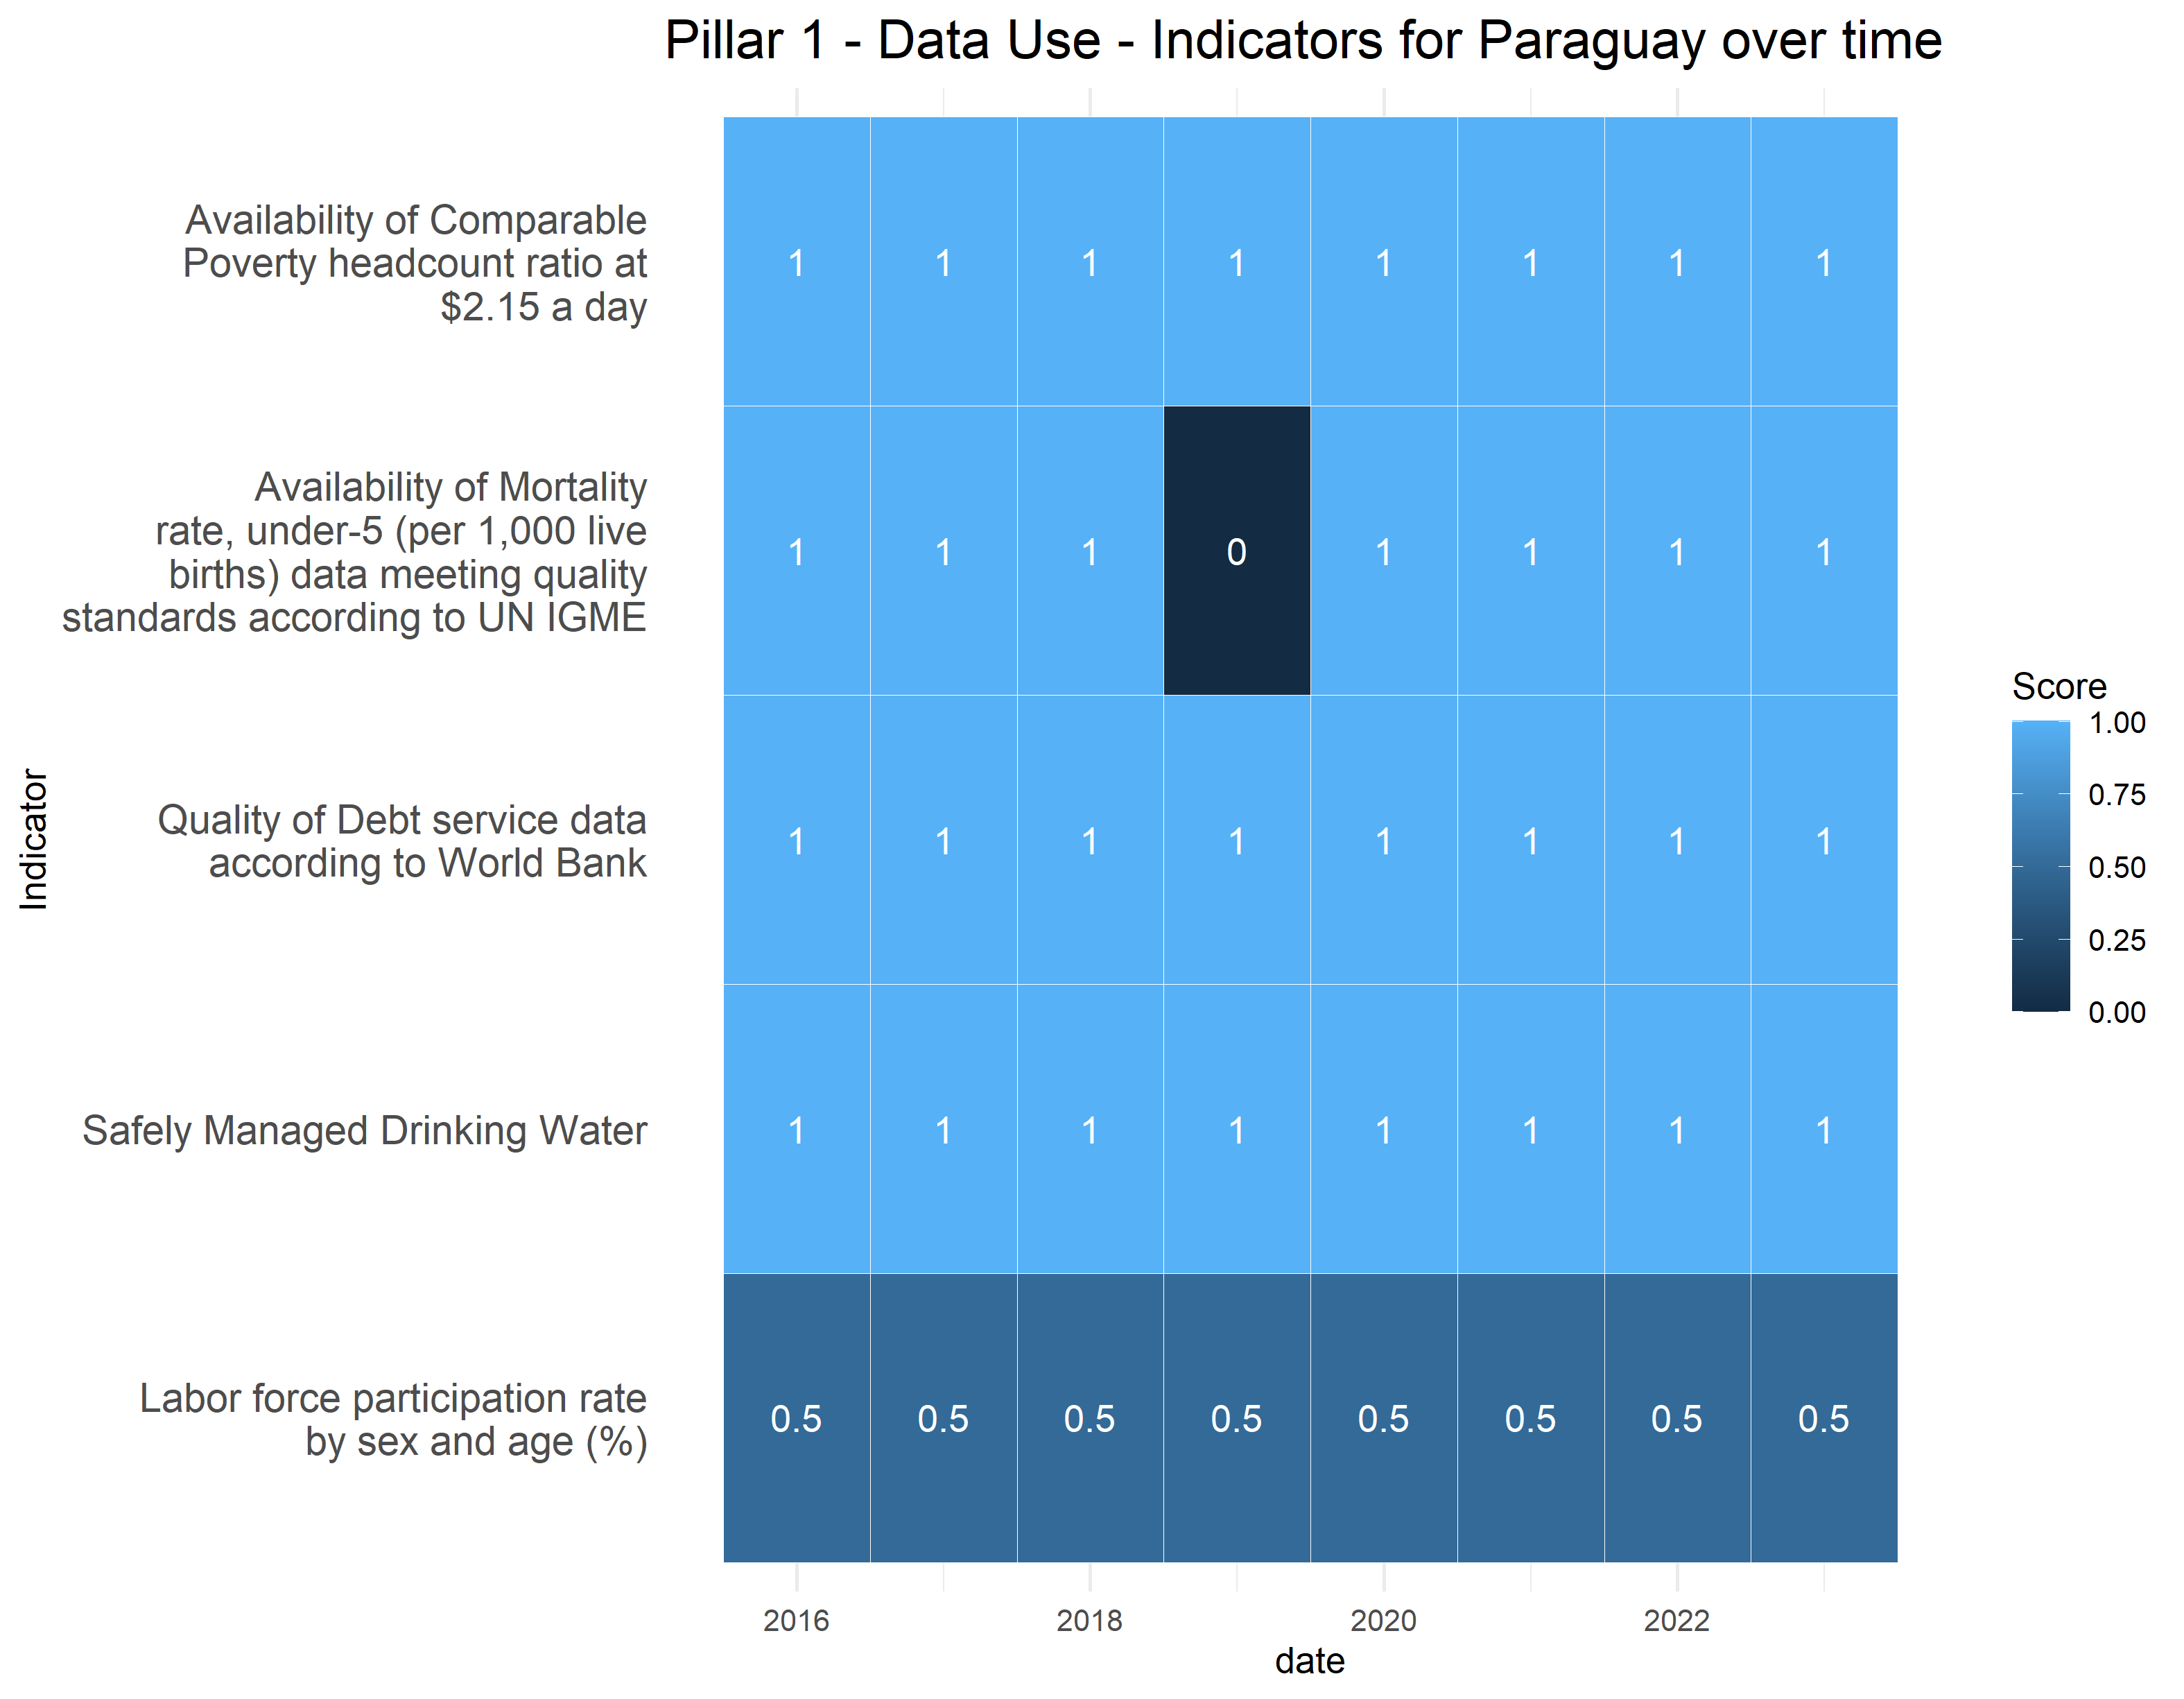 Pillar 1 - Data Use - Indicators for Paraguay over time
Indicator
Availability of Comparable
Poverty headcount ratio at
$2.15 a day
1 1 1 1 1 1 1 1
Availability of Mortality
rate, under-5 (per 1,000 live
births) data meeting quality
standards according to UN IGME
1 1 1 0 1 1 1 1
Quality of Debt service data
according to World Bank
1 1 1 1 1 1 1 1
Safely Managed Drinking Water
1 1 1 1 1 1 1 1
Labor force participation rate
by sex and age (%)
0.5 0.5 0.5 0.5 0.5 0.5 0.5 0.5
2016 2018 2020 2022
date
Score
1.00
0.75
0.50
0.25
0.00